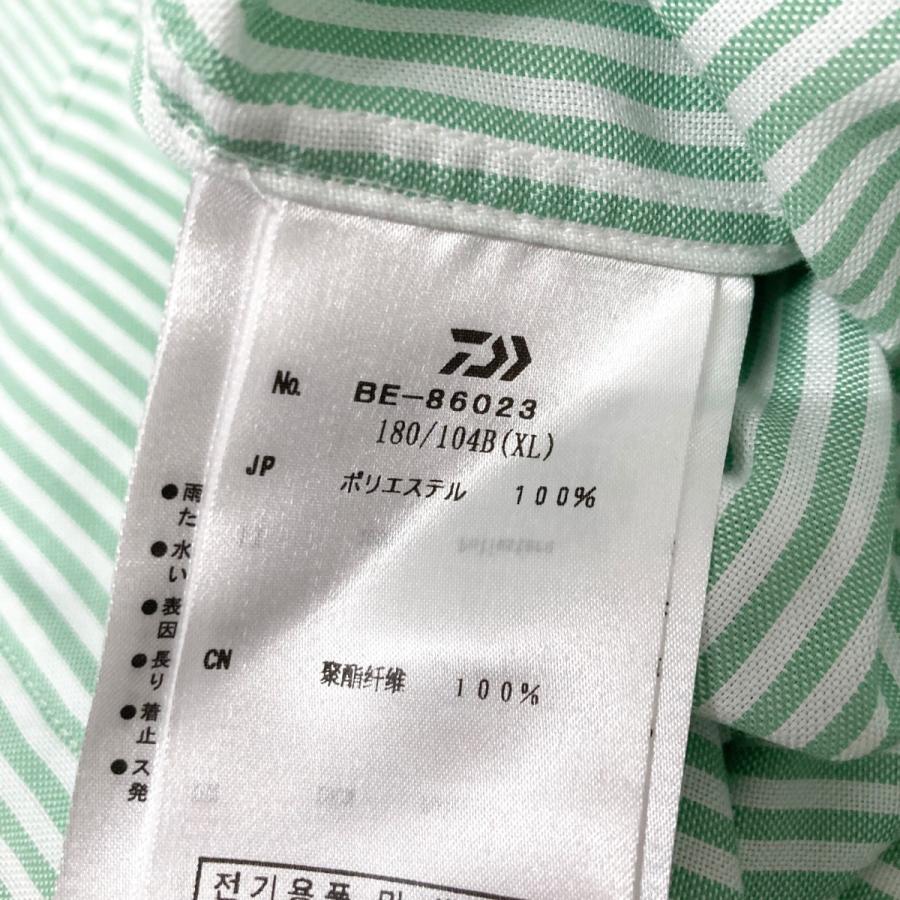 No. BE-86023
180/104B(XL)
JP ポリエステル 100%
CN 聚酯纤维 100%
전기용품 및
●雨
た
●水
い
●表
因
●長
り
●着
止
●ス
発